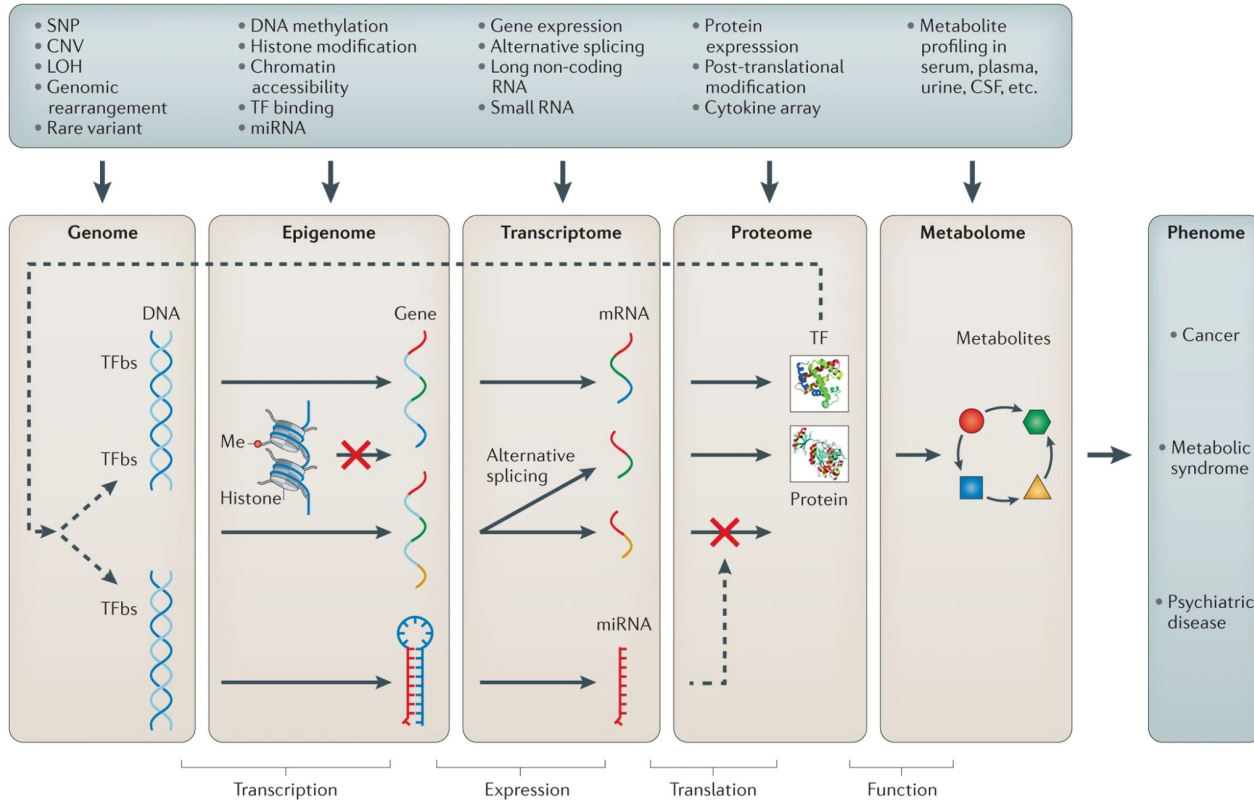 • SNP
• CNV
• LOH
• Genomic
rearrangement
• Rare variant
• DNA methylation
• Histone modification
• Chromatin
accessibility
• TF binding
• miRNA
• Gene expression
• Alternative splicing
• Long non-coding
RNA
• Small RNA
• Protein
expresssion
• Post-translational
modification
• Cytokine array
• Metabolite
profiling in
serum, plasma,
urine, CSF, etc.
Genome
Epigenome
Transcriptome
Proteome
Metabolome
Phenome
DNA
TFbs
TFbs
TFbs
Gene
Me
Histone
mRNA
Alternative
splicing
miRNA
TF
Protein
Metabolites
• Cancer
• Metabolic
syndrome
• Psychiatric
disease
Transcription
Expression
Translation
Function